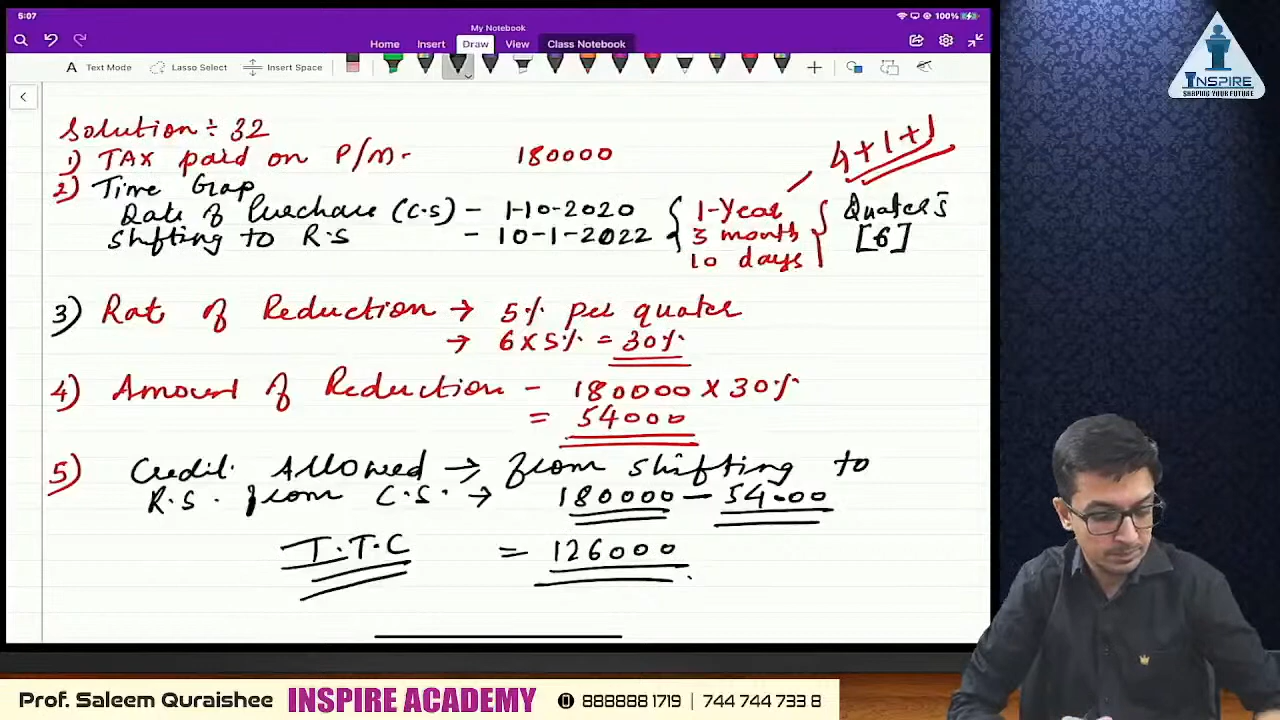 5:07
100%
My Notebook
Home Insert Draw View Class Notebook
Text Mode Lasso Select Insert Space
INSPIRE
SHAPING YOUR FUTURE
Solution ÷ 32
1) TAX paid on P/M- 180000
4+1+1
2) Time Gap
Date of Purchase (C.S) - 1-10-2020 1-Year Quater's
Shifting to R.S - 10-1-2022 3 month [6]
10 days
3) Rate of Reduction → 5% per quater
→ 6 x 5% = 30%
4) Amount of Reduction - 180000 x 30%
= 54000
5) Credit Allowed → from shifting to
R.S. from C.S. → 180000 - 54000
I.T.C = 126000
Prof. Saleem Quraishee INSPIRE ACADEMY 888888 1719 | 744 744 733 8